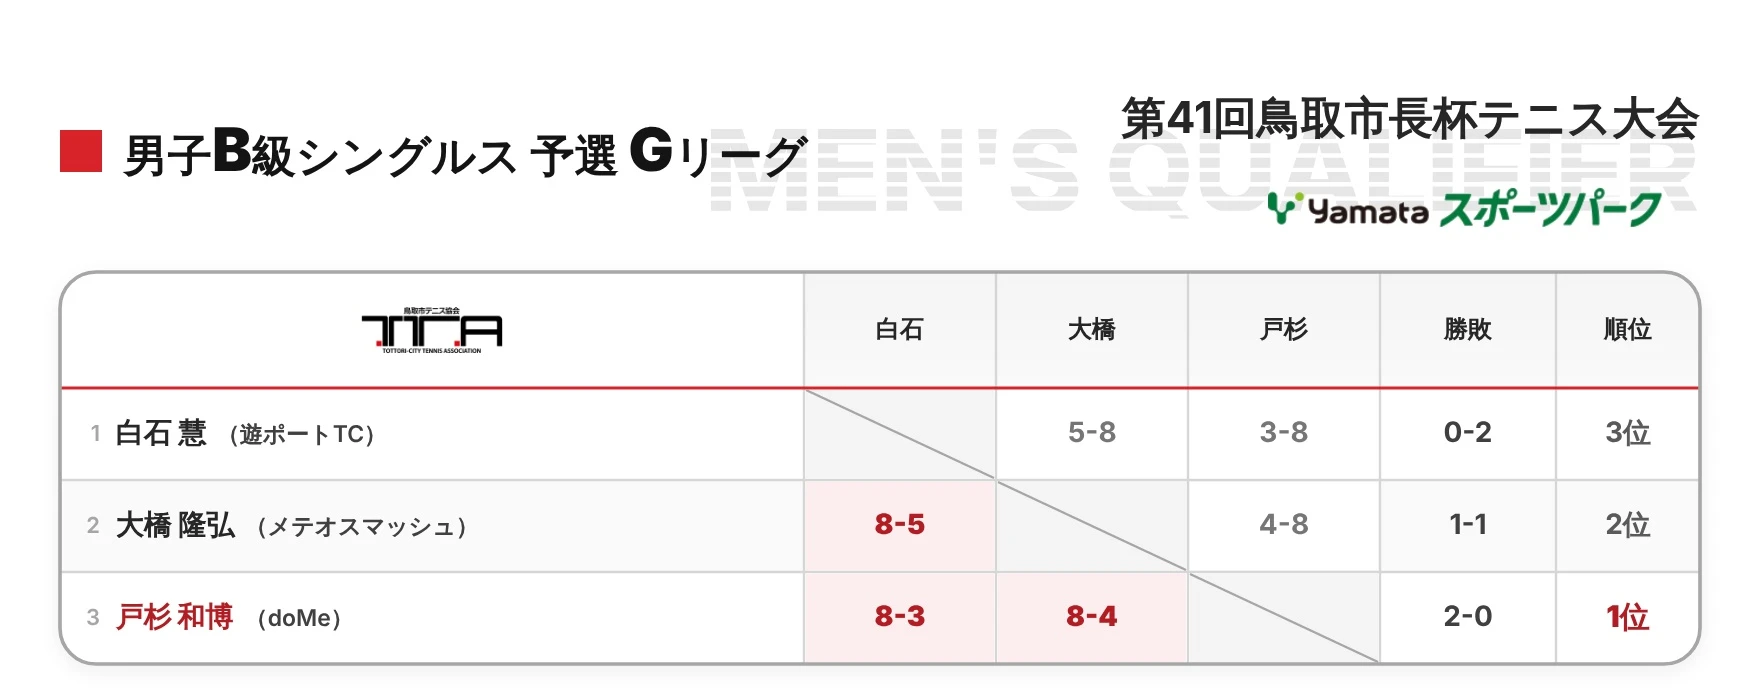 第41回鳥取市長杯テニス大会
男子B級シングルス 予選 Gリーグ
MEN'S QUALIFIER
Yamata スポーツパーク
鳥取市テニス協会
TTCA
TOTTORI-CITY TENNIS ASSOCIATION
白石 大橋 戸杉 勝敗 順位
1 白石 慧 （遊ポートTC） 5-8 3-8 0-2 3位
2 大橋 隆弘 （メテオスマッシュ） 8-5 4-8 1-1 2位
3 戸杉 和博 （doMe） 8-3 8-4 2-0 1位